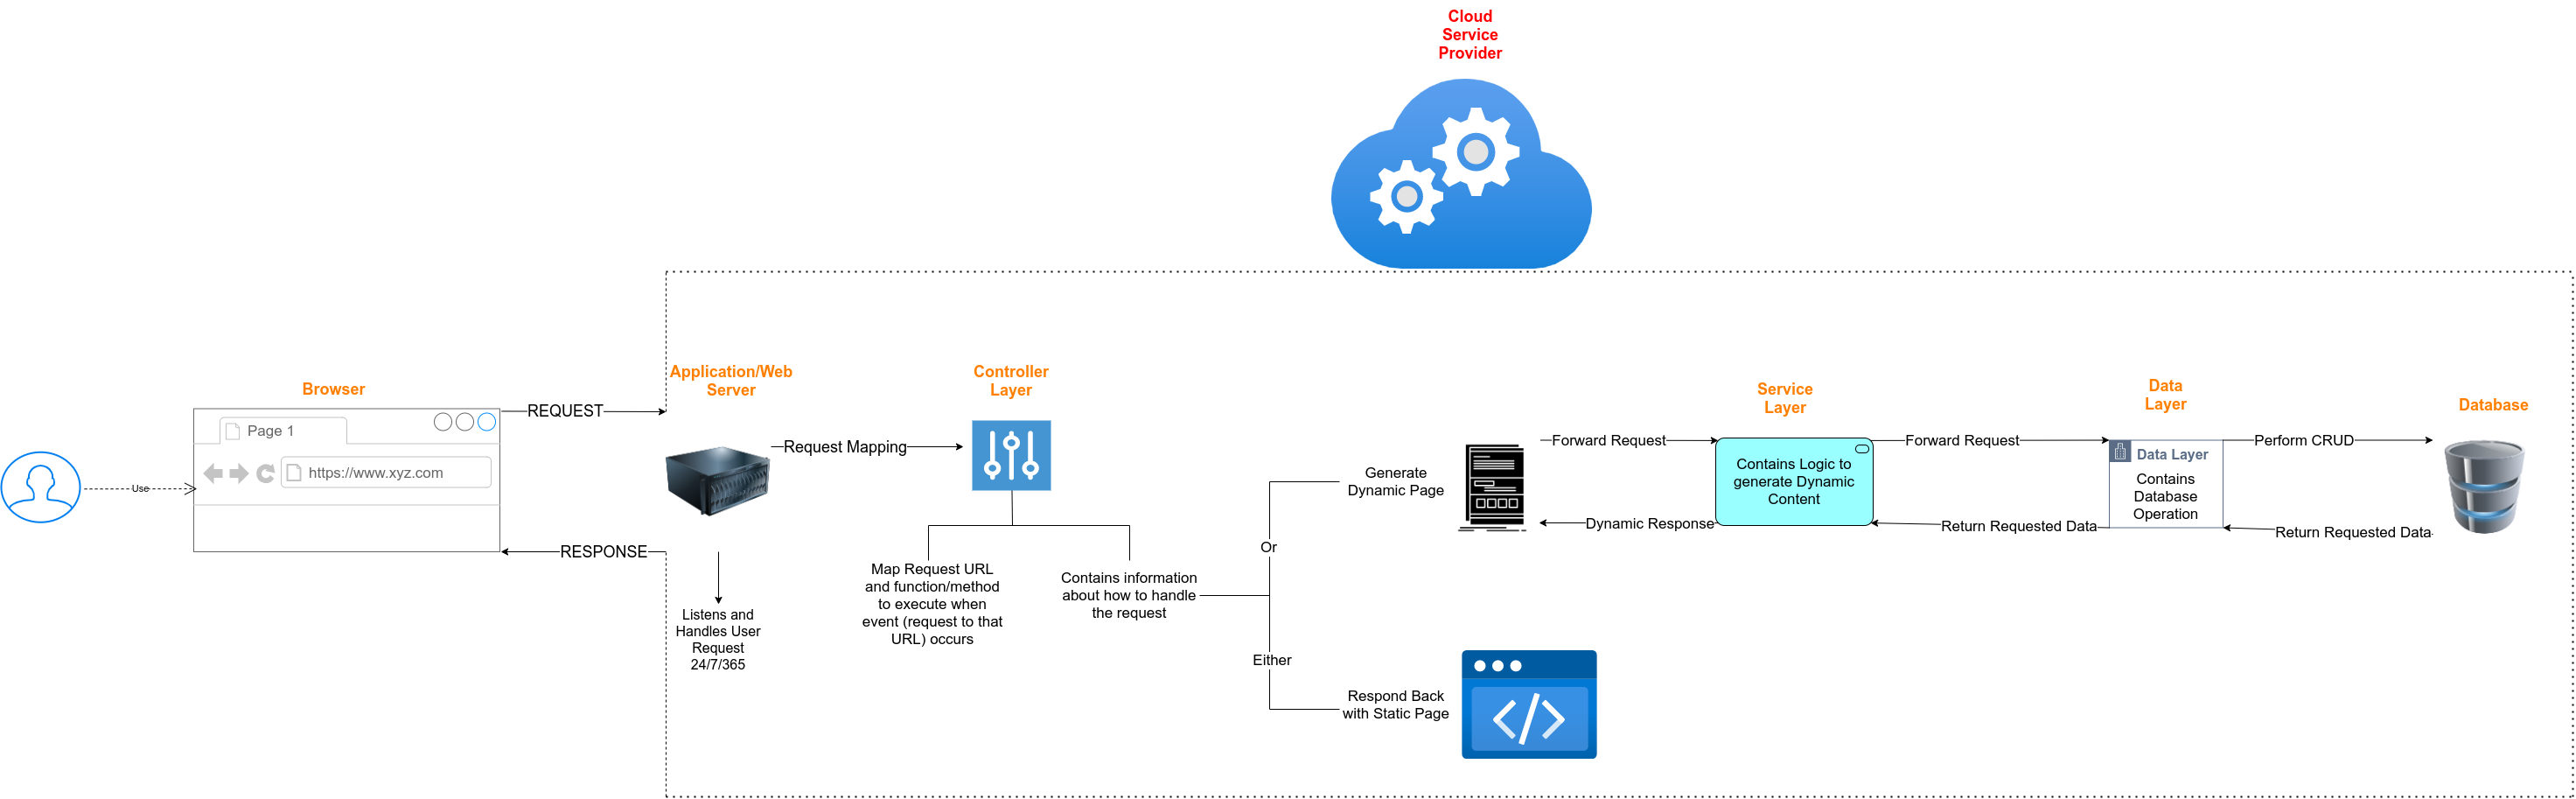 Cloud
Service
Provider
Browser
Page 1
https://www.xyz.com
Use
REQUEST
RESPONSE
Application/Web
Server
Listens and
Handles User
Request
24/7/365
Request Mapping
Controller
Layer
Map Request URL
and function/method
to execute when
event (request to that
URL) occurs
Contains information
about how to handle
the request
Or
Either
Generate
Dynamic Page
Respond Back
with Static Page
Forward Request
Dynamic Response
Service
Layer
Contains Logic to
generate Dynamic
Content
Forward Request
Return Requested Data
Data
Layer
Data Layer
Contains
Database
Operation
Perform CRUD
Return Requested Data
Database